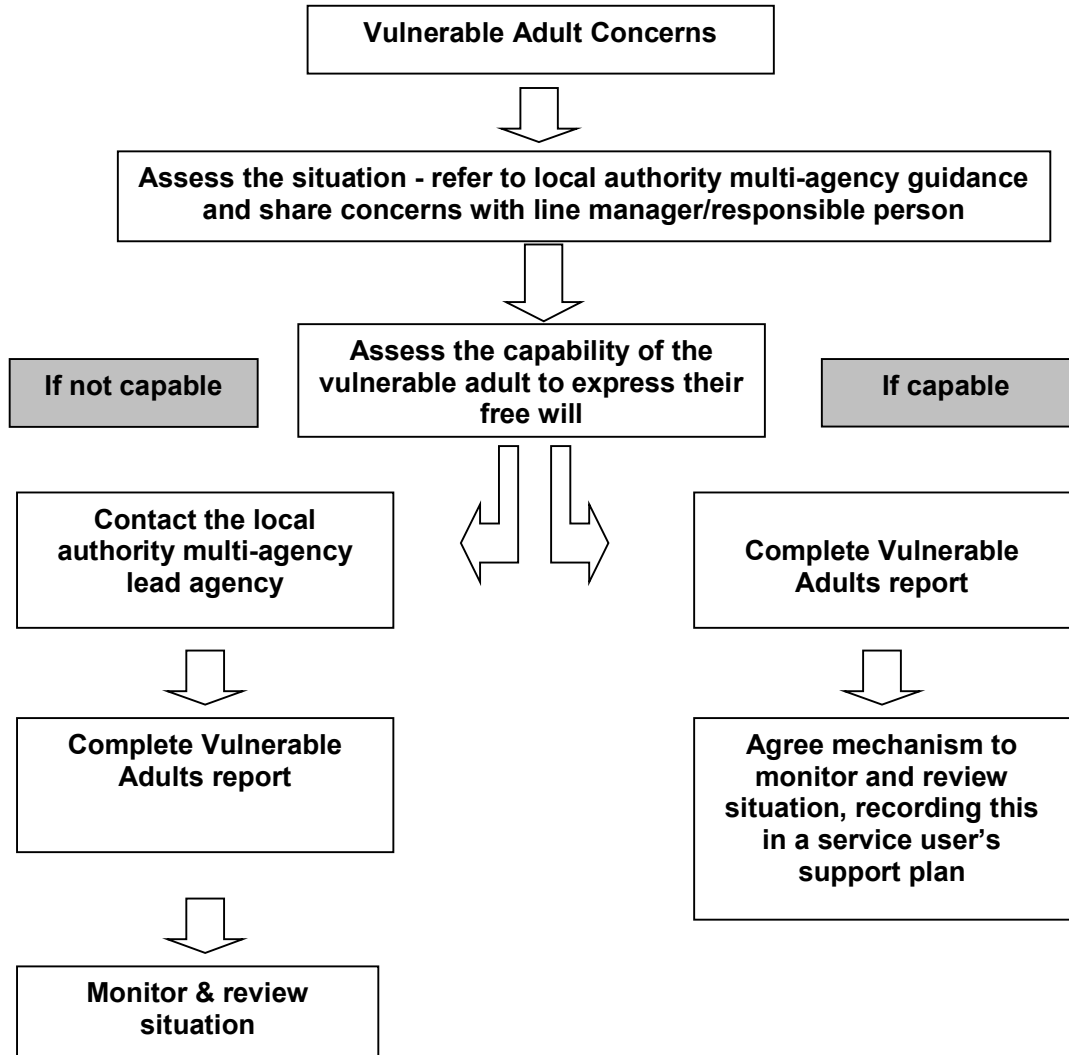 Vulnerable Adult Concerns
Assess the situation - refer to local authority multi-agency guidance
and share concerns with line manager/responsible person
Assess the capability of the
vulnerable adult to express their
free will
If not capable
If capable
Contact the local
authority multi-agency
lead agency
Complete Vulnerable
Adults report
Complete Vulnerable
Adults report
Agree mechanism to
monitor and review
situation, recording this
in a service user’s
support plan
Monitor & review
situation